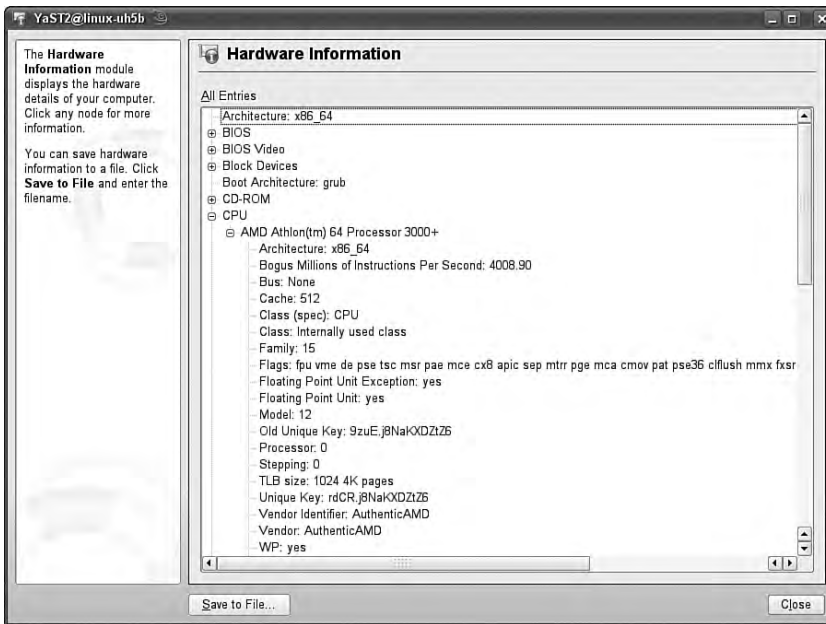 YaST2@linux-uh5b
The Hardware
Information module
displays the hardware
details of your computer.
Click any node for more
information.
You can save hardware
information to a file. Click
Save to File and enter the
filename.
Hardware Information
All Entries
Architecture: x86_64
BIOS
BIOS Video
Block Devices
Boot Architecture: grub
CD-ROM
CPU
AMD Athlon(tm) 64 Processor 3000+
Architecture: x86_64
Bogus Millions of Instructions Per Second: 4008.90
Bus: None
Cache: 512
Class (spec): CPU
Class: Internally used class
Family: 15
Flags: fpu vme de pse tsc msr pae mce cx8 apic sep mtrr pge mca cmov pat pse36 clflush mmx fxsr
Floating Point Unit Exception: yes
Floating Point Unit: yes
Model: 12
Old Unique Key: 9zuE.j8NaKXDZtZ6
Processor: 0
Stepping: 0
TLB size: 1024 4K pages
Unique Key: rdCR.j8NaKXDZtZ6
Vendor Identifier: AuthenticAMD
Vendor: AuthenticAMD
WP: yes
Save to File...
Close